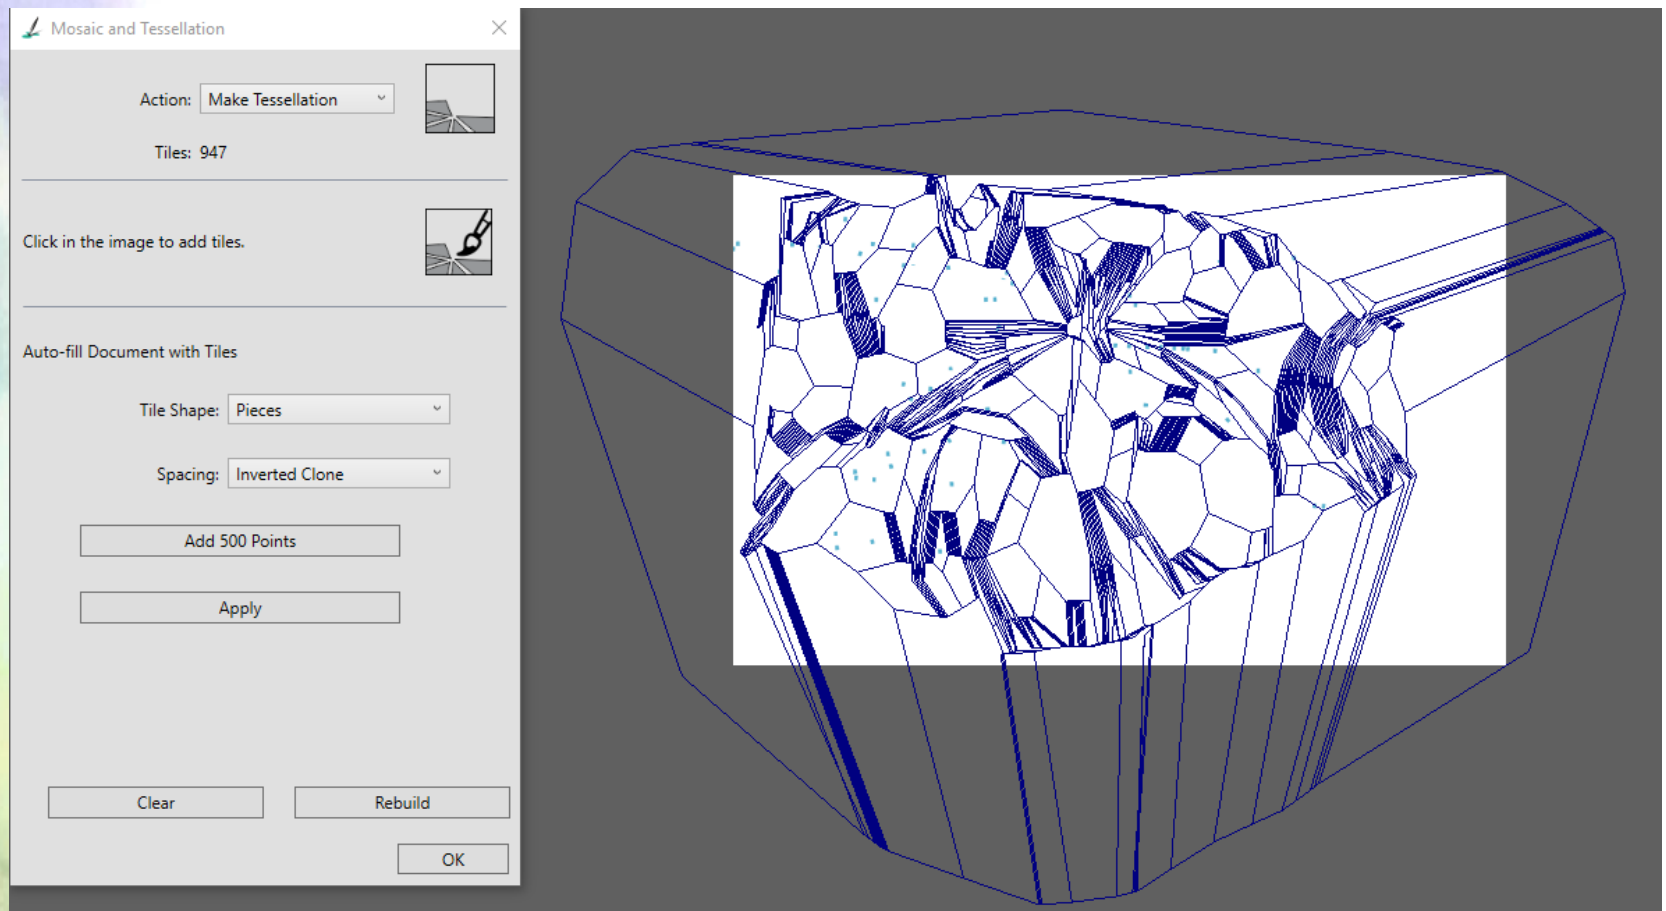 Mosaic and Tessellation
Action: Make Tessellation
Tiles: 947
Click in the image to add tiles.
Auto-fill Document with Tiles
Tile Shape: Pieces
Spacing: Inverted Clone
Add 500 Points
Apply
Clear Rebuild
OK